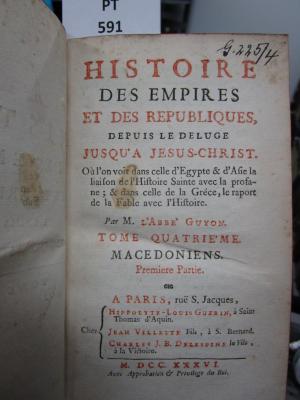 PT
591
G.225/4
HISTOIRE
DES EMPIRES
ET DES REPUBLIQUES,
DEPUIS LE DELUGE
JUSQU'A JESUS-CHRIST.
Où l'on voit dans celle d'Egypte & d'Asie la
liaison de l'Histoire Sainte avec la profa-
ne; & dans celle de la Gréce, le raport
de la Fable avec l'Histoire.
Par M. L'ABBE' GUYON.
TOME QUATRIE'ME.
MACEDONIENS.
Premiere Partie.
A PARIS, ruë S. Jacques,
Chez
HIPPOLYTE-LOUIS GUERIN, à Saint
Thomas d'Aquin.
JEAN VILLETTE Fils, à S. Bernard.
CHARLES J. B. DELESPINE le Fils,
à la Victoire.
M. DCC. XXXVI.
Avec Approbation & Privilege du Roi.